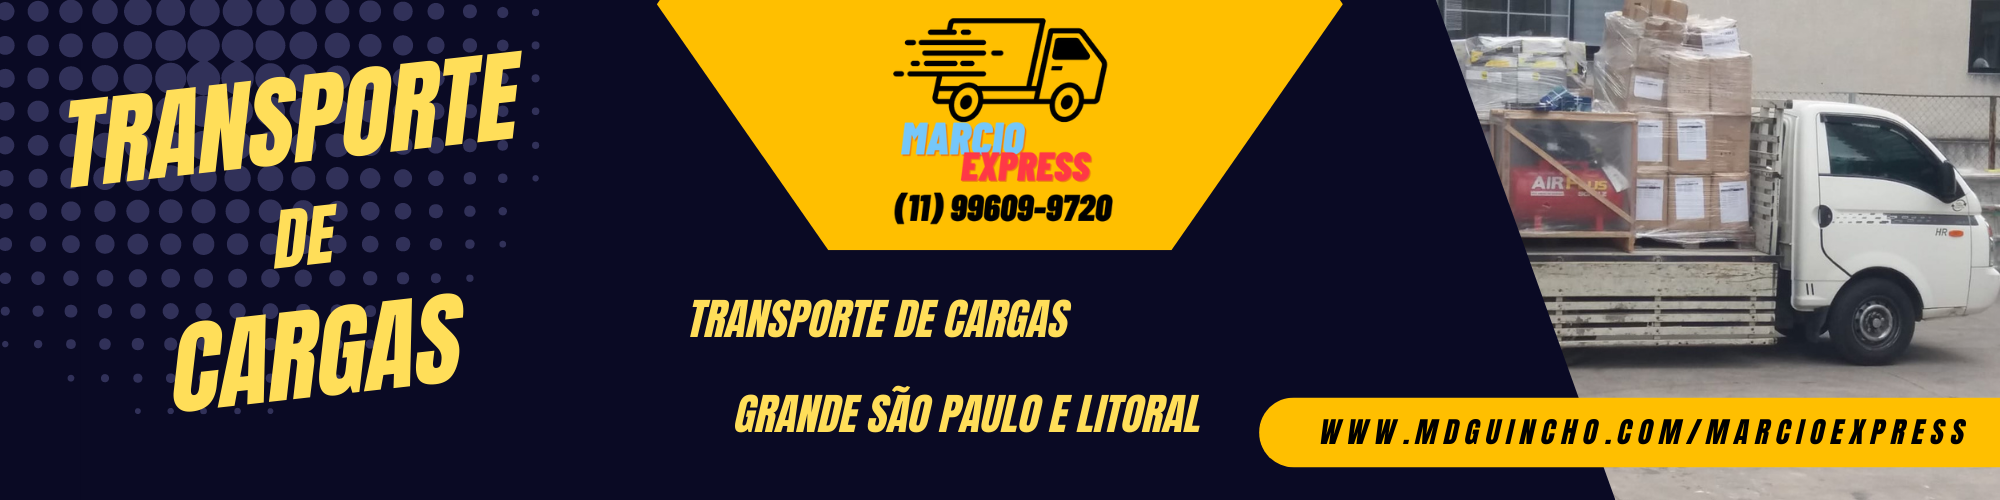 TRANSPORTE
DE
CARGAS
MARCIO
EXPRESS
(11) 99609-9720
TRANSPORTE DE CARGAS
GRANDE SÃO PAULO E LITORAL
WWW.MDGUINCHO.COM/MARCIOEXPRESS
AIR PLUS
HR